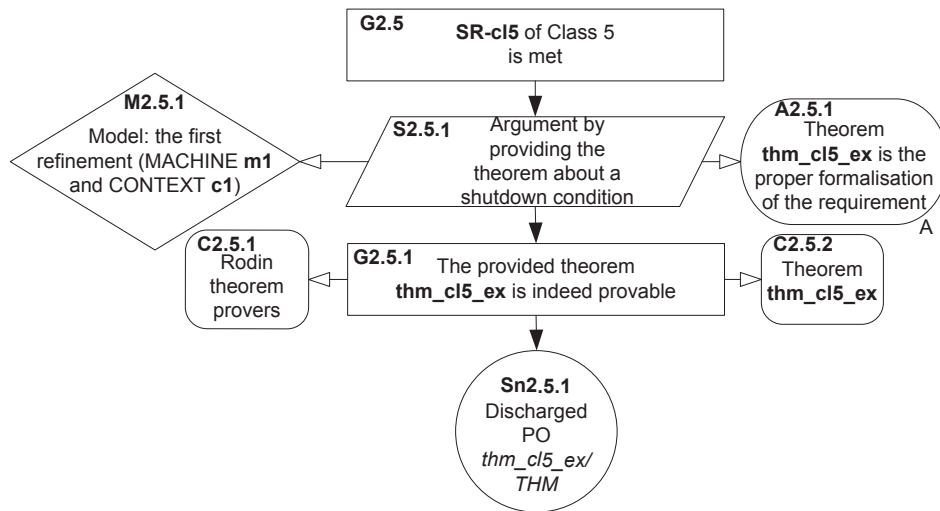 G2.5
SR-cl5 of Class 5
is met
M2.5.1
Model: the first
refinement (MACHINE m1
and CONTEXT c1)
S2.5.1
Argument by
providing the
theorem about a
shutdown condition
A2.5.1
Theorem
thm_cl5_ex is the
proper formalisation
of the requirement
A
C2.5.1
Rodin
theorem
provers
G2.5.1
The provided theorem
thm_cl5_ex is indeed provable
C2.5.2
Theorem
thm_cl5_ex
Sn2.5.1
Discharged
PO
thm_cl5_ex/
THM